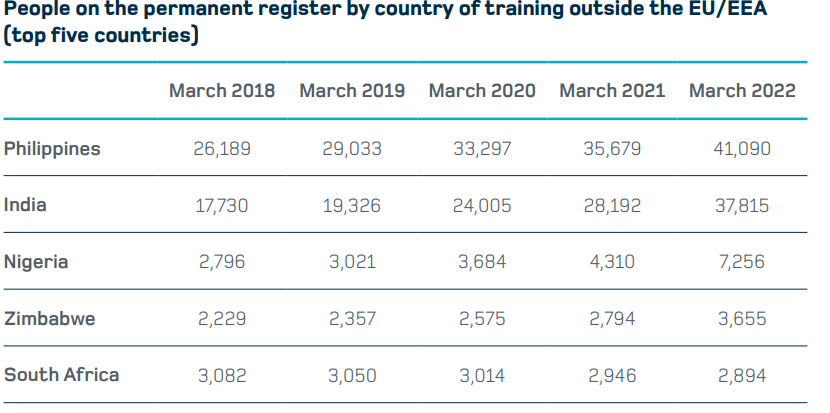 People on the permanent register by country of training outside the EU/EEA
(top five countries)
March 2018 March 2019 March 2020 March 2021 March 2022
Philippines 26,189 29,033 33,297 35,679 41,090
India 17,730 19,326 24,005 28,192 37,815
Nigeria 2,796 3,021 3,684 4,310 7,256
Zimbabwe 2,229 2,357 2,575 2,794 3,655
South Africa 3,082 3,050 3,014 2,946 2,894